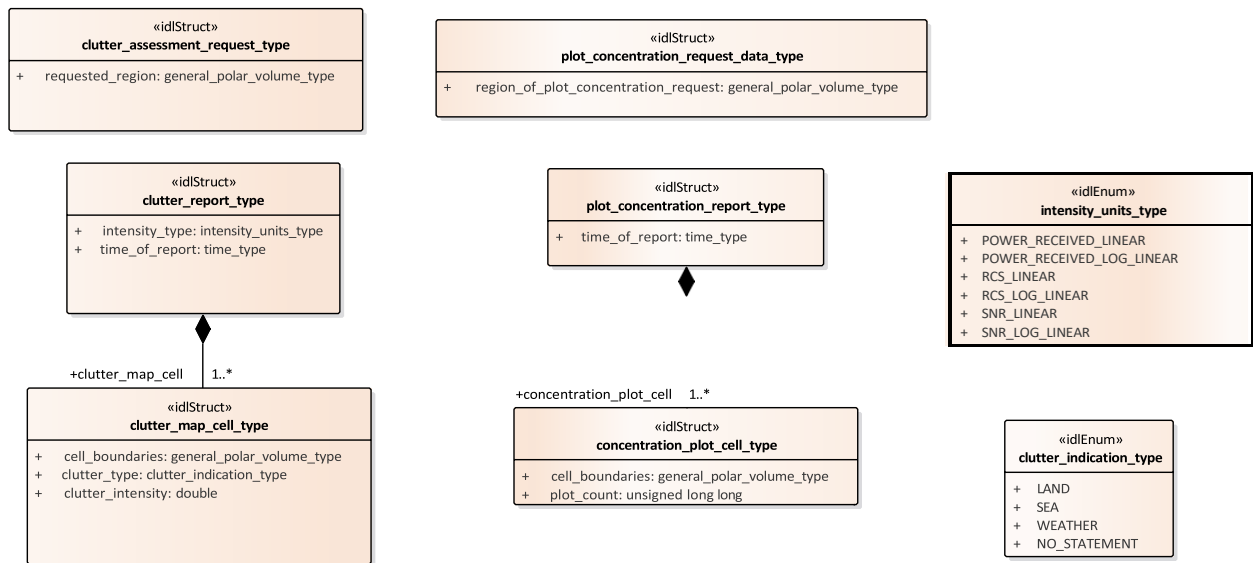 «idlStruct»
clutter_assessment_request_type
+ requested_region: general_polar_volume_type
«idlStruct»
plot_concentration_request_data_type
+ region_of_plot_concentration_request: general_polar_volume_type
«idlStruct»
clutter_report_type
+ intensity_type: intensity_units_type
+ time_of_report: time_type
«idlStruct»
plot_concentration_report_type
+ time_of_report: time_type
«idlEnum»
intensity_units_type
+ POWER_RECEIVED_LINEAR
+ POWER_RECEIVED_LOG_LINEAR
+ RCS_LINEAR
+ RCS_LOG_LINEAR
+ SNR_LINEAR
+ SNR_LOG_LINEAR
+clutter_map_cell 1..*
«idlStruct»
clutter_map_cell_type
+ cell_boundaries: general_polar_volume_type
+ clutter_type: clutter_indication_type
+ clutter_intensity: double
+concentration_plot_cell 1..*
«idlStruct»
concentration_plot_cell_type
+ cell_boundaries: general_polar_volume_type
+ plot_count: unsigned long long
«idlEnum»
clutter_indication_type
+ LAND
+ SEA
+ WEATHER
+ NO_STATEMENT